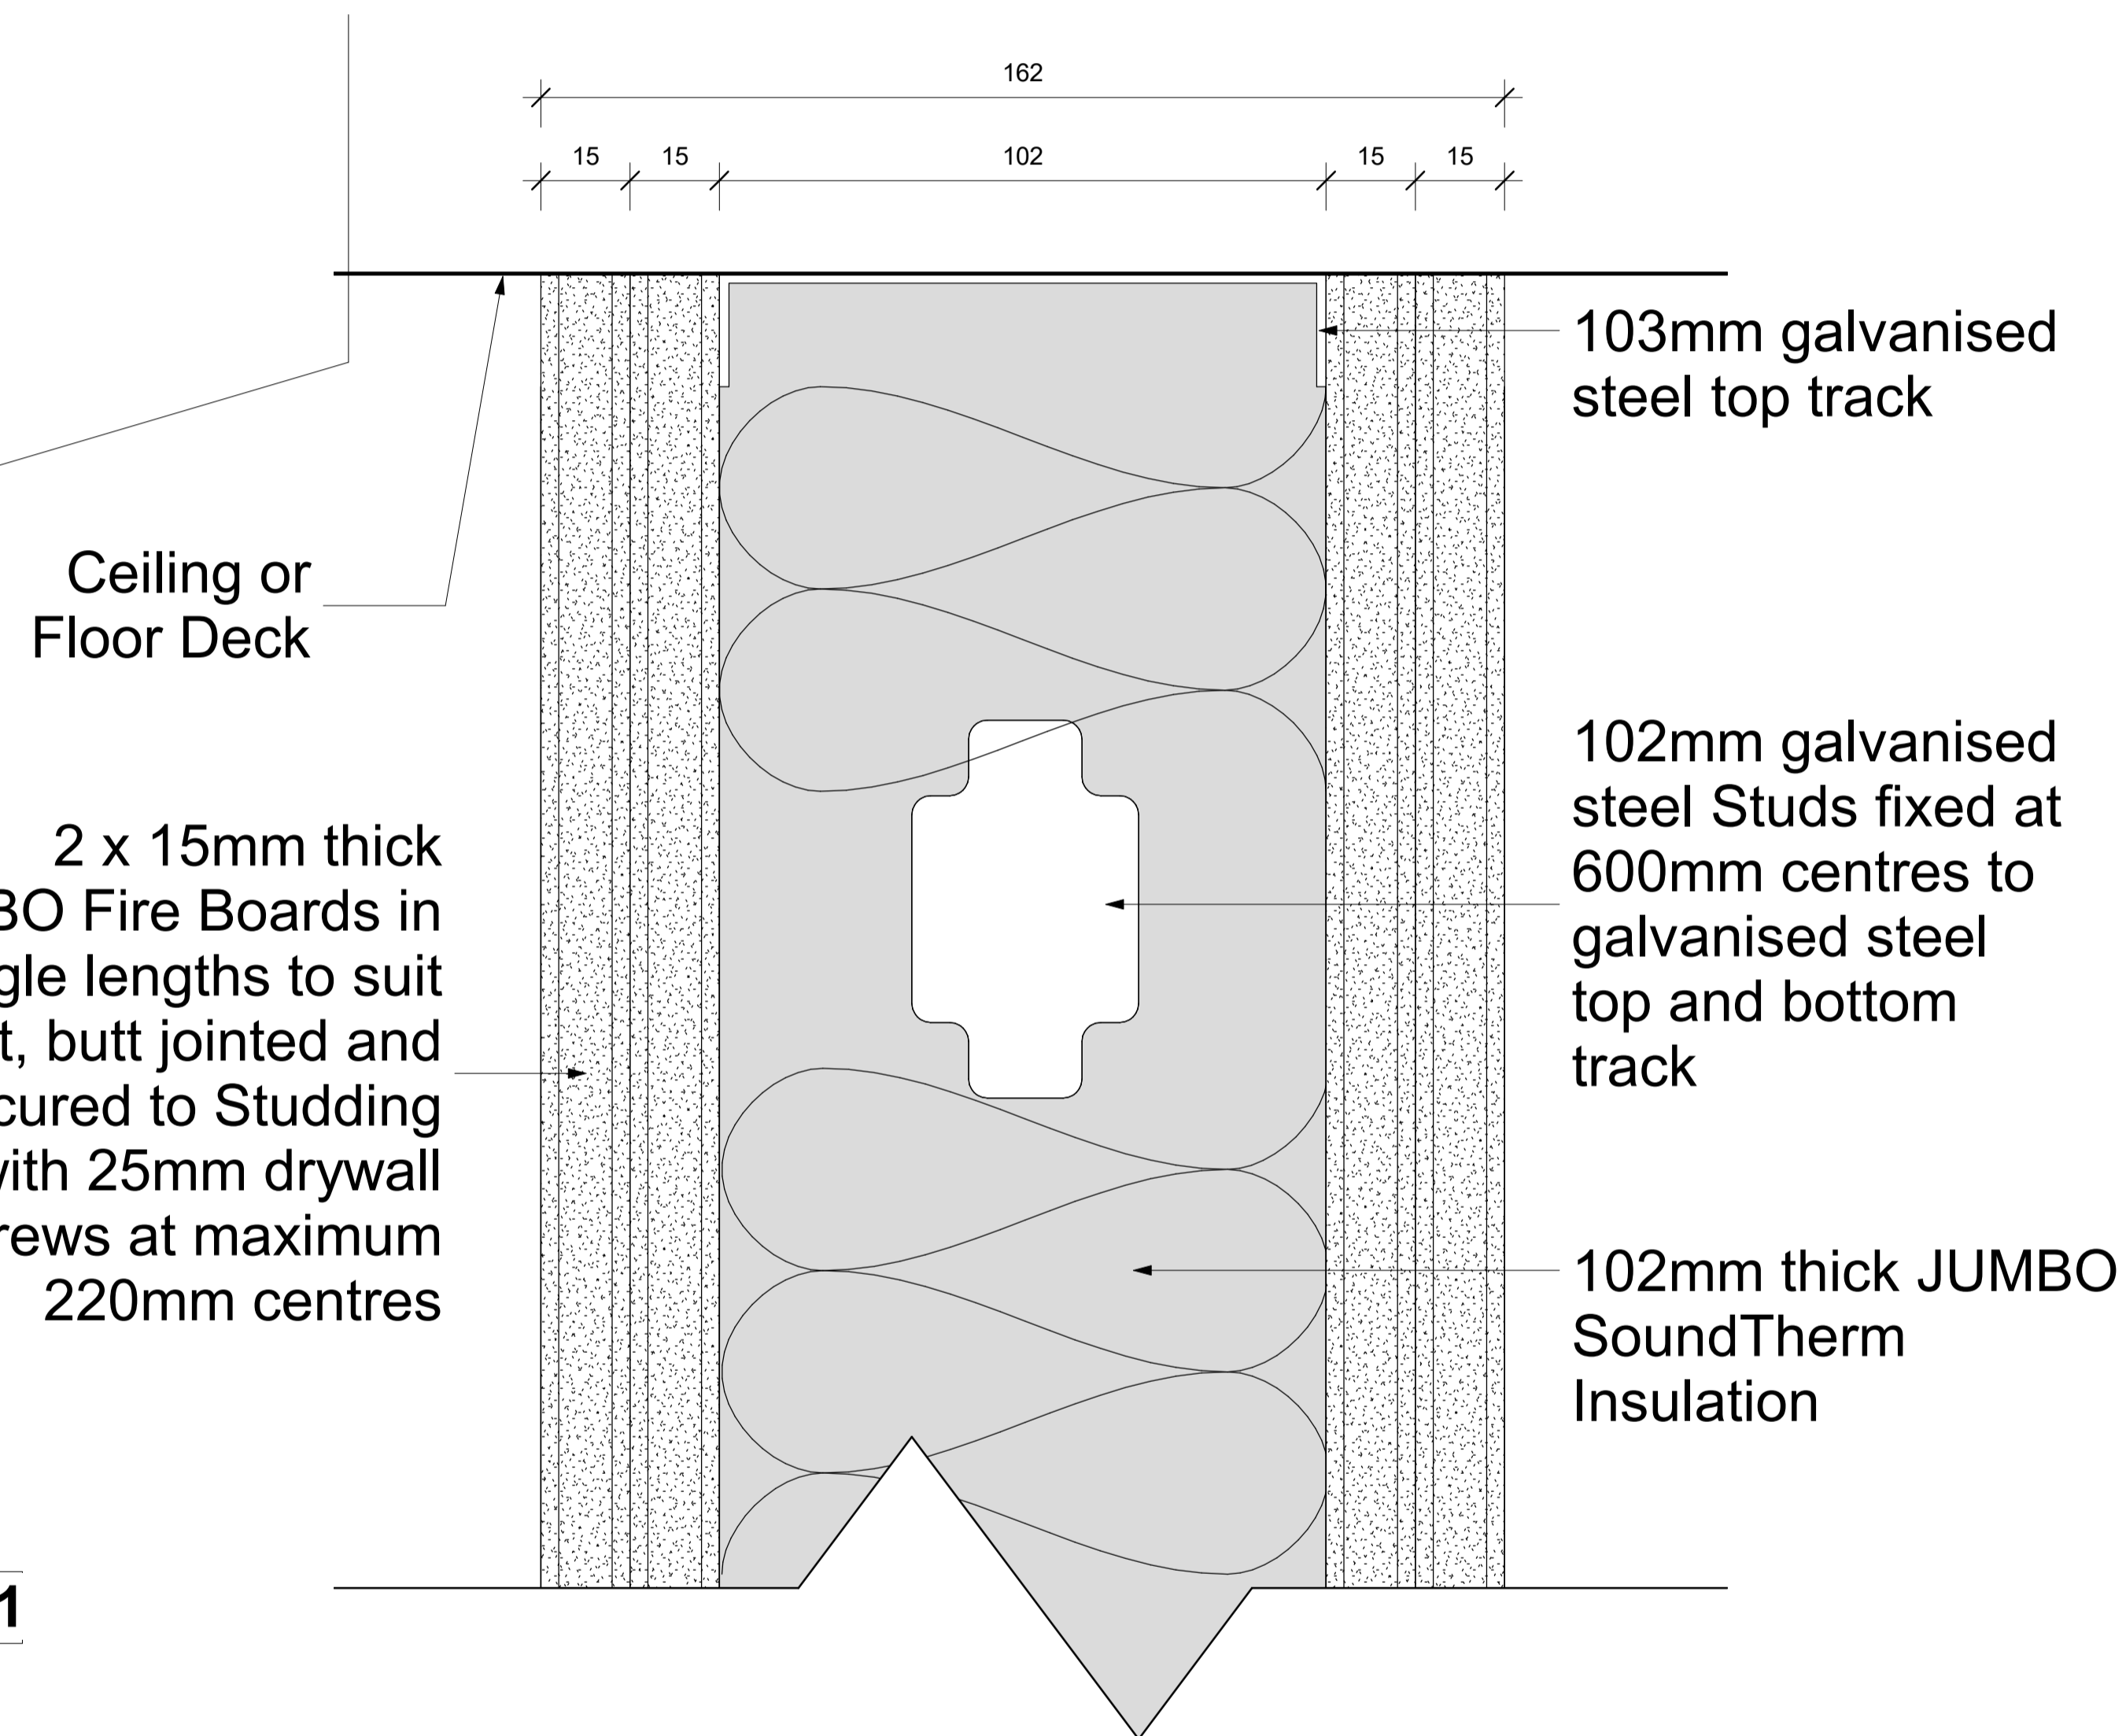 162
15 15 102 15 15
103mm galvanised
steel top track
Ceiling or
Floor Deck
102mm galvanised
steel Studs fixed at
600mm centres to
galvanised steel
top and bottom
track
2 x 15mm thick
BO Fire Boards in
gle lengths to suit
t, butt jointed and
cured to Studding
ith 25mm drywall
rews at maximum
220mm centres
102mm thick JUMBO
SoundTherm
Insulation
1